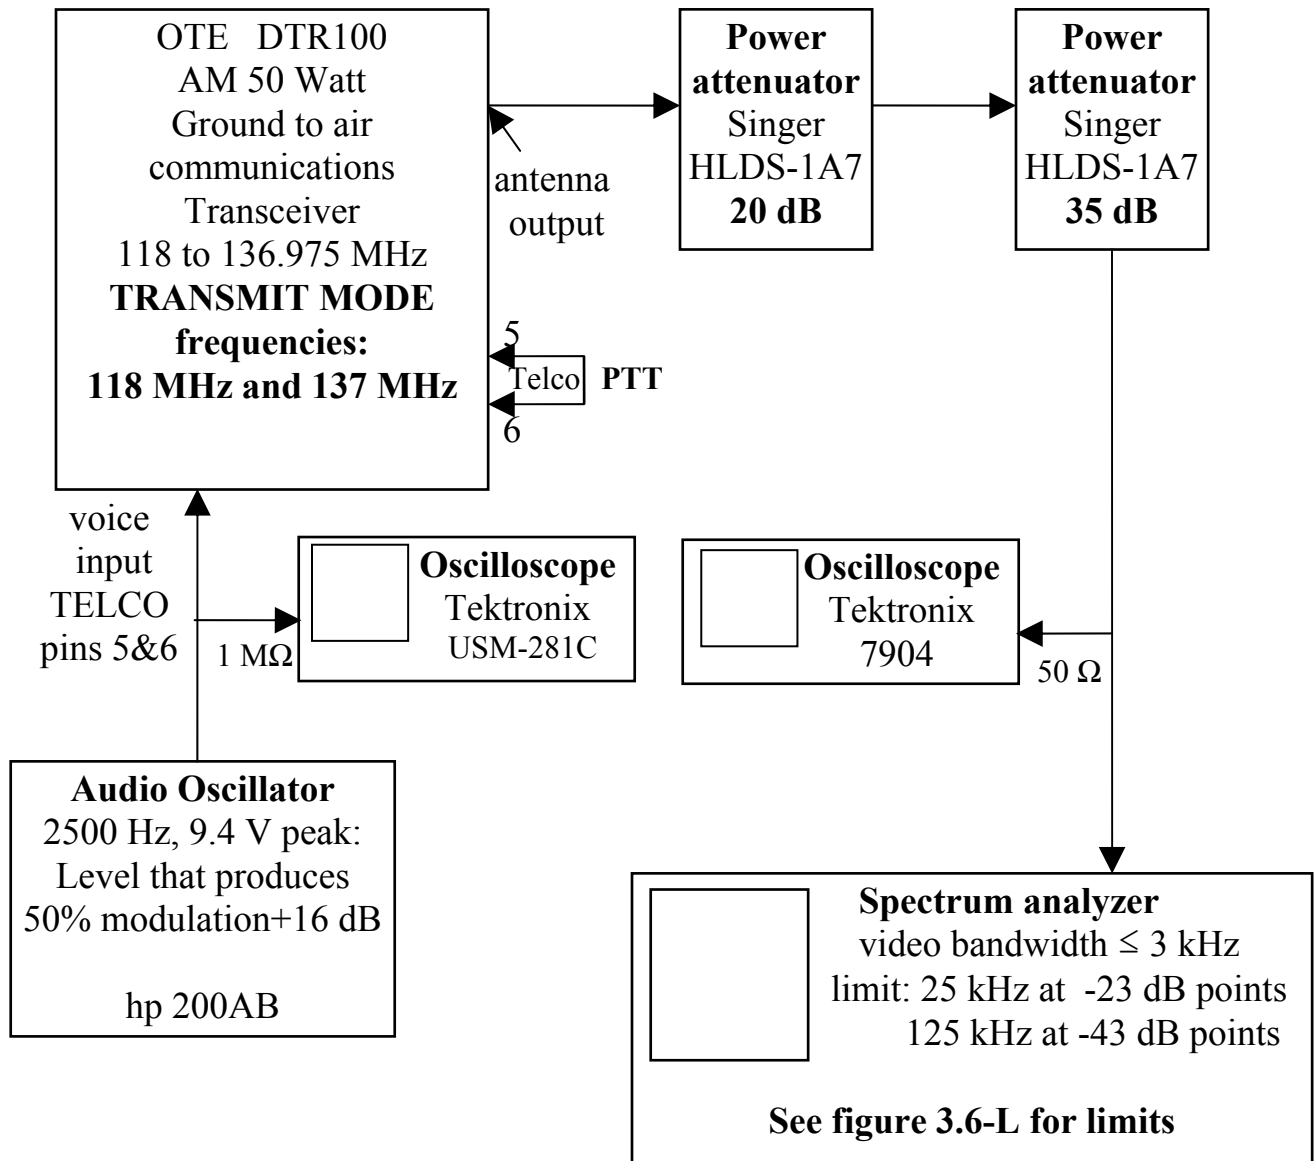 OTE DTR100
AM 50 Watt
Ground to air
communications
Transceiver
118 to 136.975 MHz
TRANSMIT MODE
frequencies:
118 MHz and 137 MHz
antenna
output
Power
attenuator
Singer
HLDS-1A7
20 dB
Power
attenuator
Singer
HLDS-1A7
35 dB
5
Telco
PTT
6
voice
input
TELCO
pins 5&6
1 MΩ
Oscilloscope
Tektronix
USM-281C
Oscilloscope
Tektronix
7904
50 Ω
Audio Oscillator
2500 Hz, 9.4 V peak:
Level that produces
50% modulation+16 dB
hp 200AB
Spectrum analyzer
video bandwidth ≤ 3 kHz
limit: 25 kHz at -23 dB points
125 kHz at -43 dB points
See figure 3.6-L for limits